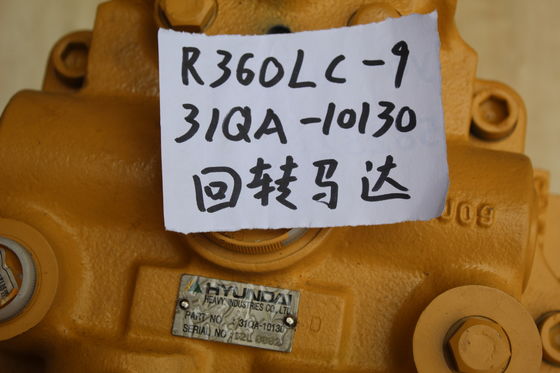 R360LC-9
31QA-10130
回转马达
HYUNDAI
HEAVY INDUSTRIES CO., LTD.
PART NO 31QA-10130
SERIAL NO